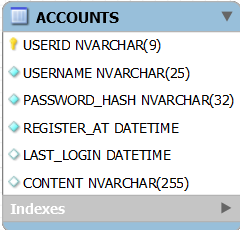 ACCOUNTS
USERID NVARCHAR(9)
USERNAME NVARCHAR(25)
PASSWORD_HASH NVARCHAR(32)
REGISTER_AT DATETIME
LAST_LOGIN DATETIME
CONTENT NVARCHAR(255)
Indexes